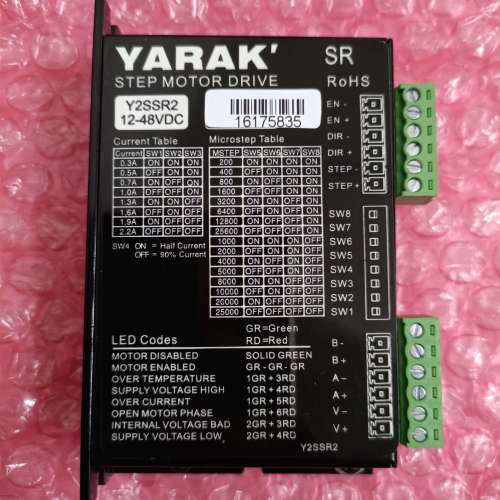 YARAK'
STEP MOTOR DRIVE
SR
RoHS
Y2SSR2
12-48VDC
16175835
Current Table
Current SW1 SW2 SW3
0.3A ON ON ON
0.5A OFF ON ON
0.7A ON OFF ON
1.0A OFF OFF ON
1.3A ON ON OFF
1.6A OFF ON OFF
1.9A ON OFF OFF
2.2A OFF OFF OFF
SW4 ON = Half Current
OFF = 90% Current
Microstep Table
MSTEP SW5 SW6 SW7 SW8
200 ON ON ON ON
400 OFF ON ON ON
800 ON OFF ON ON
1600 OFF OFF ON ON
3200 ON ON OFF ON
6400 OFF ON OFF ON
12800 ON OFF OFF ON
25600 OFF OFF OFF ON
1000 ON ON ON OFF
2000 OFF ON ON OFF
4000 ON OFF ON OFF
5000 OFF OFF ON OFF
8000 ON ON OFF OFF
10000 OFF ON OFF OFF
20000 ON OFF OFF OFF
25000 OFF OFF OFF OFF
EN -
EN +
DIR -
DIR +
STEP -
STEP+
SW8
SW7
SW6
SW5
SW4
SW3
SW2
SW1
B-
B+
A-
A+
V-
V+
LED Codes
GR=Green
RD=Red
MOTOR DISABLED SOLID GREEN
MOTOR ENABLED GR - GR - GR
OVER TEMPERATURE 1GR + 3RD
SUPPLY VOLTAGE HIGH 1GR + 4RD
OVER CURRENT 1GR + 5RD
OPEN MOTOR PHASE 1GR + 6RD
INTERNAL VOLTAGE BAD 2GR + 3RD
SUPPLY VOLTAGE LOW 2GR + 4RD
Y2SSR2